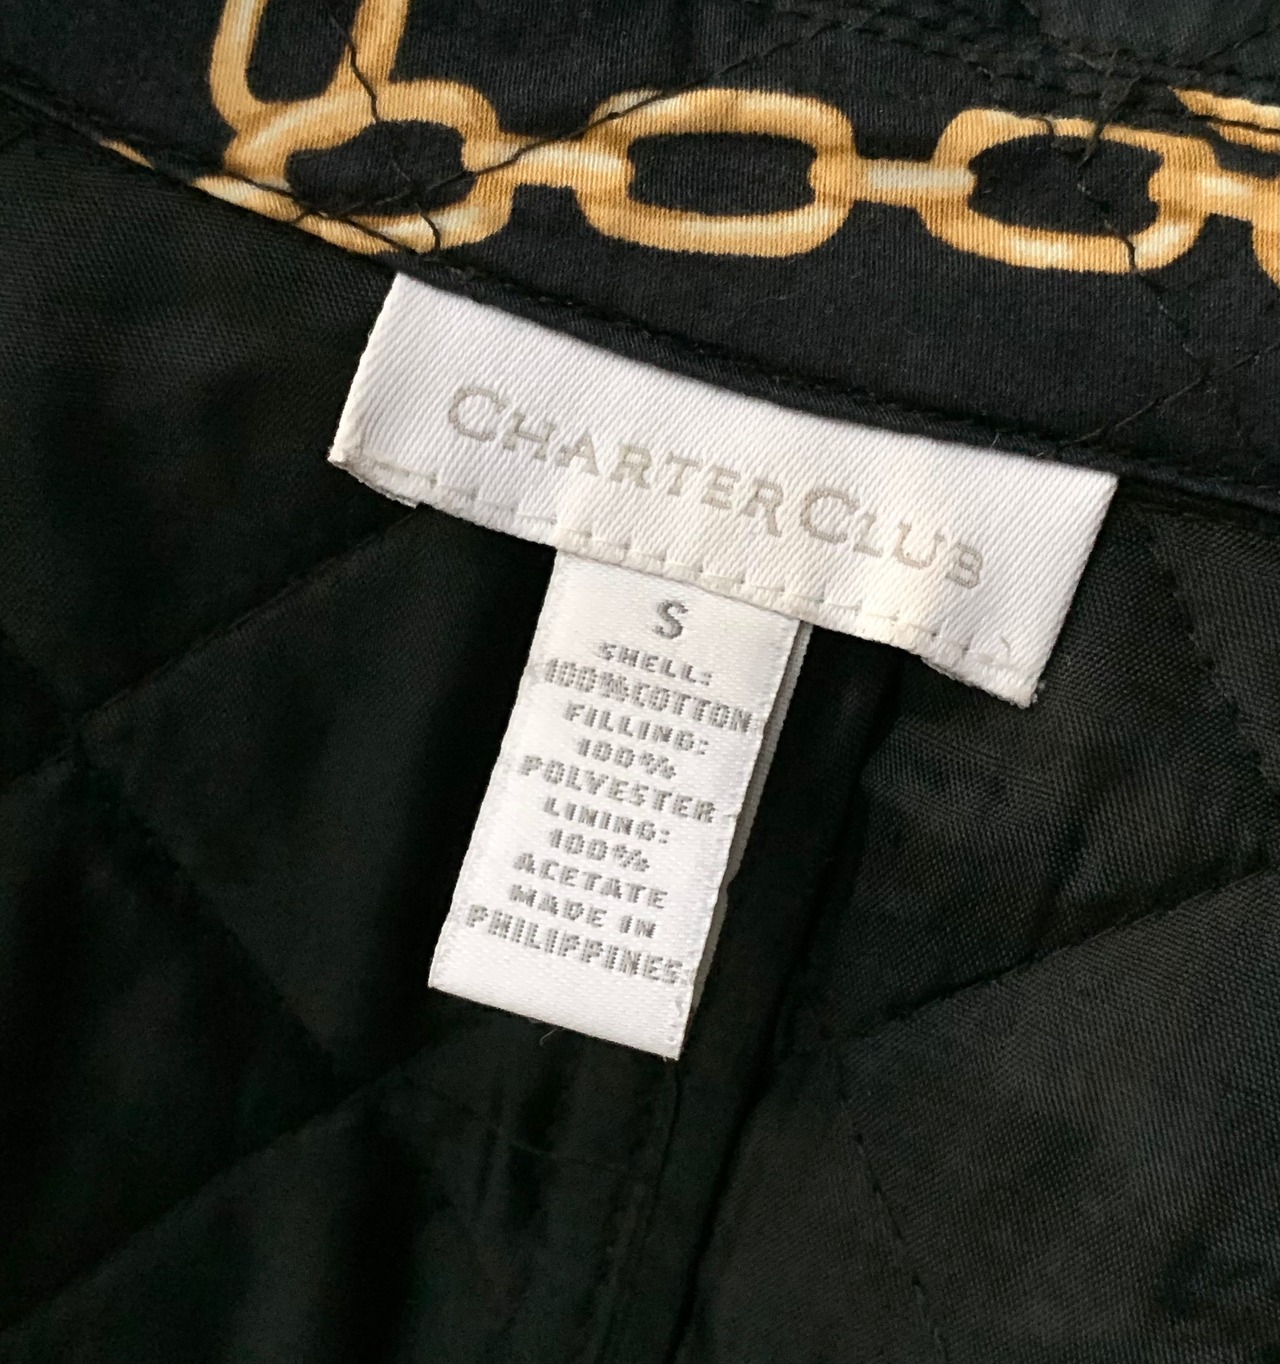 CHARTER CLUB
S
SHELL:
100%COTTON
FILLING:
100%
POLYESTER
LINING:
100%
ACETATE
MADE IN
PHILIPPINES